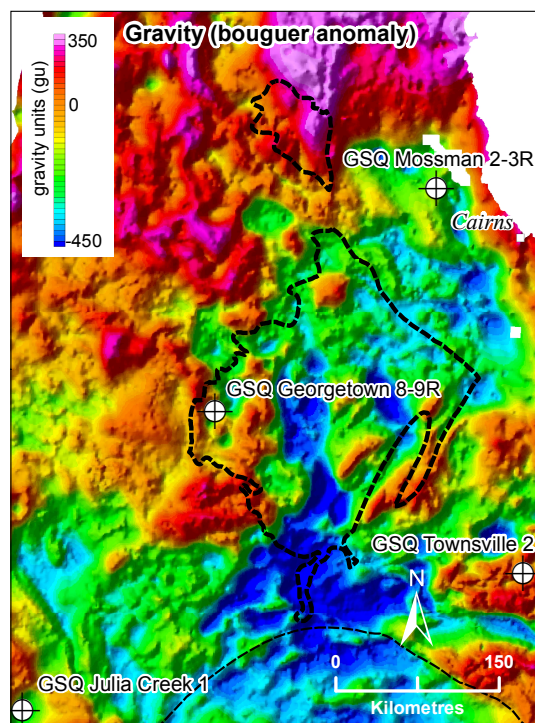 Gravity (bouguer anomaly)
350
0
-450
gravity units (gu)
GSQ Mossman 2-3R
Cairns
GSQ Georgetown 8-9R
GSQ Townsville 2
N
0 150
Kilometres
GSQ Julia Creek 1